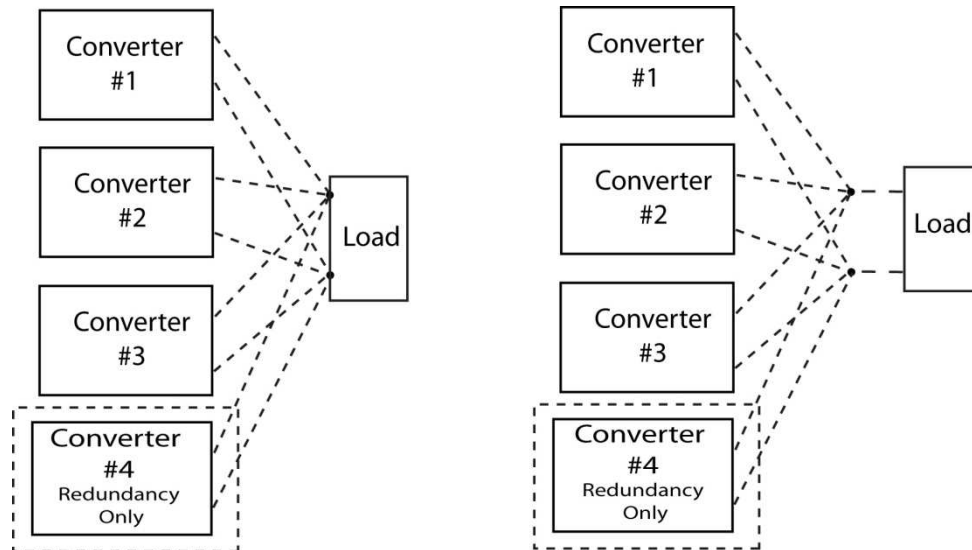 Converter
#1
Converter
#2
Load
Converter
#3
Converter
#4
Redundancy
Only
Converter
#1
Converter
#2
Load
Converter
#3
Converter
#4
Redundancy
Only